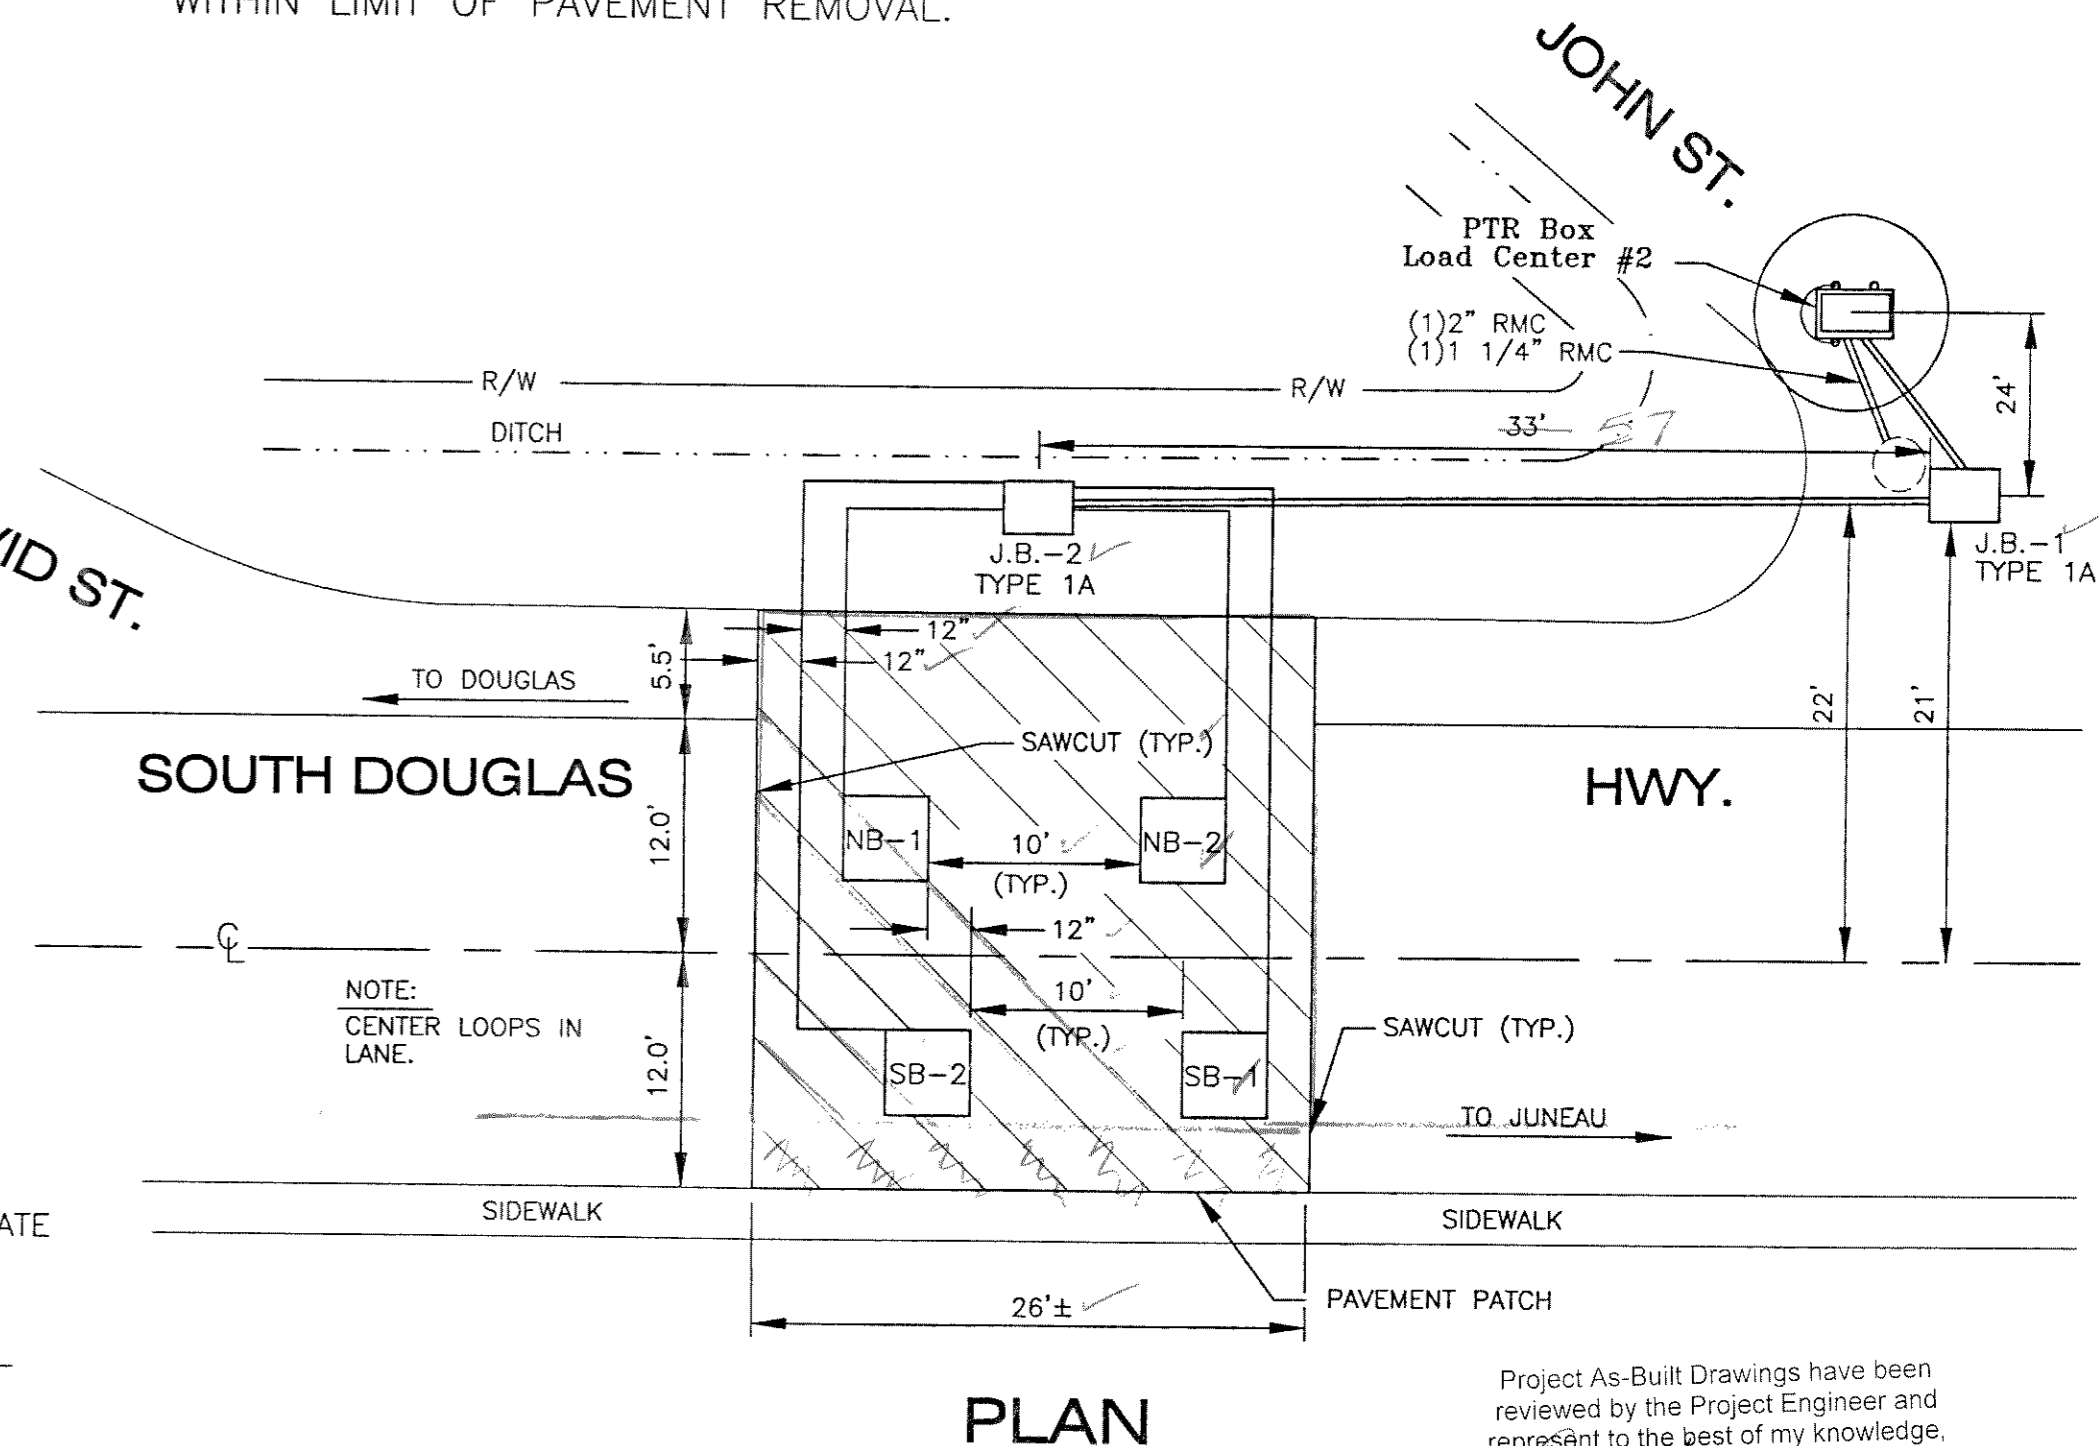 WITHIN LIMIT OF PAVEMENT REMOVAL.
JOHN ST.
PTR Box
Load Center #2
(1)2" RMC
(1)1 1/4" RMC
24'
R/W
R/W
DITCH
33'
57
J.B.-2
TYPE 1A
J.B.-1
TYPE 1A
VID ST.
12"
12"
5.5'
TO DOUGLAS
22'
21'
SAWCUT (TYP.)
SOUTH DOUGLAS
HWY.
12.0'
NB-1
10'
(TYP.)
NB-2
12"
CL
NOTE:
CENTER LOOPS IN
LANE.
10'
(TYP.)
SAWCUT (TYP.)
12.0'
SB-2
SB-1
TO JUNEAU
ATE
SIDEWALK
SIDEWALK
26'±
PAVEMENT PATCH
PLAN
Project As-Built Drawings have been
reviewed by the Project Engineer and
represent to the best of my knowledge,